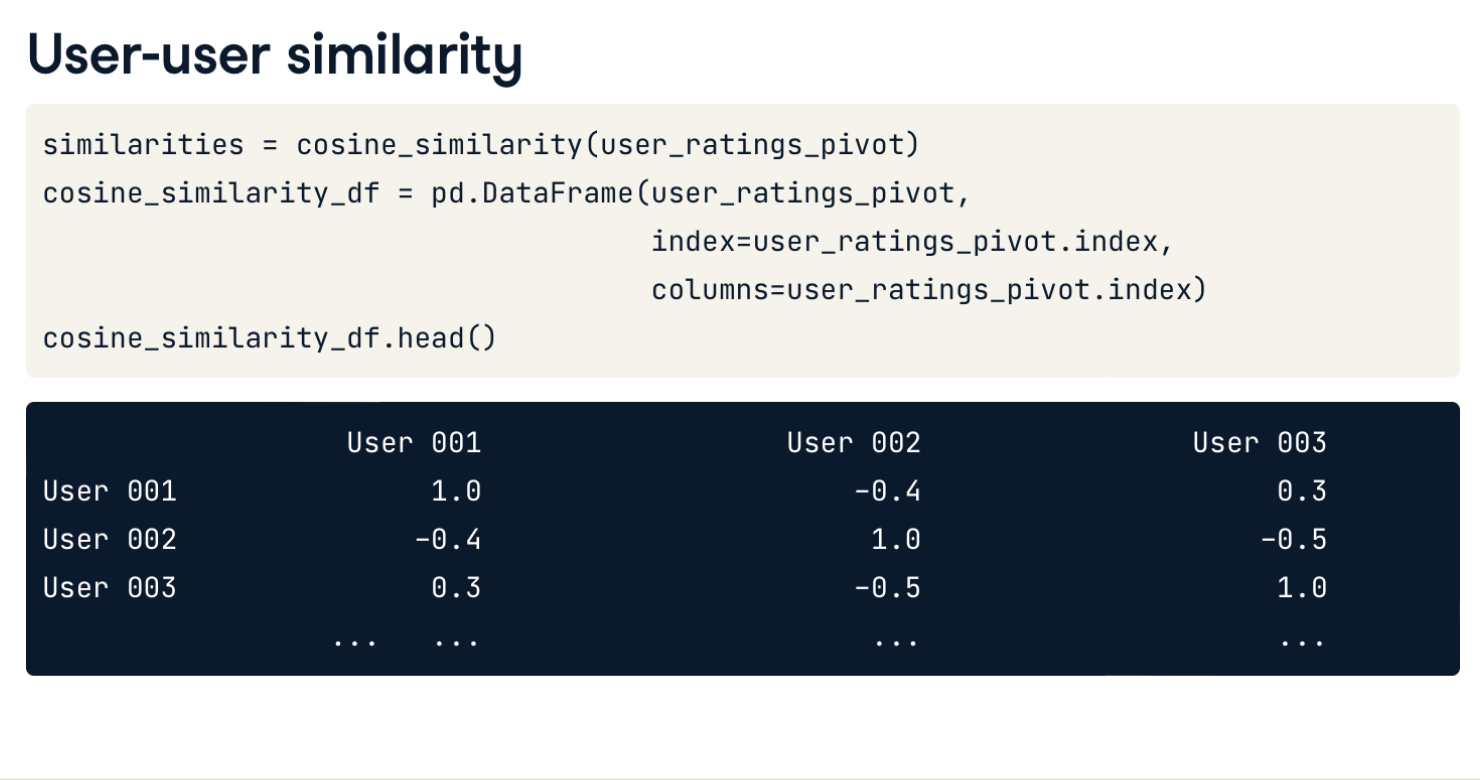 User-user similarity
similarities = cosine_similarity(user_ratings_pivot)
cosine_similarity_df = pd.DataFrame(user_ratings_pivot,
index=user_ratings_pivot.index,
columns=user_ratings_pivot.index)
cosine_similarity_df.head()
User 001 User 002 User 003
User 001 1.0 -0.4 0.3
User 002 -0.4 1.0 -0.5
User 003 0.3 -0.5 1.0
... ... ... ...